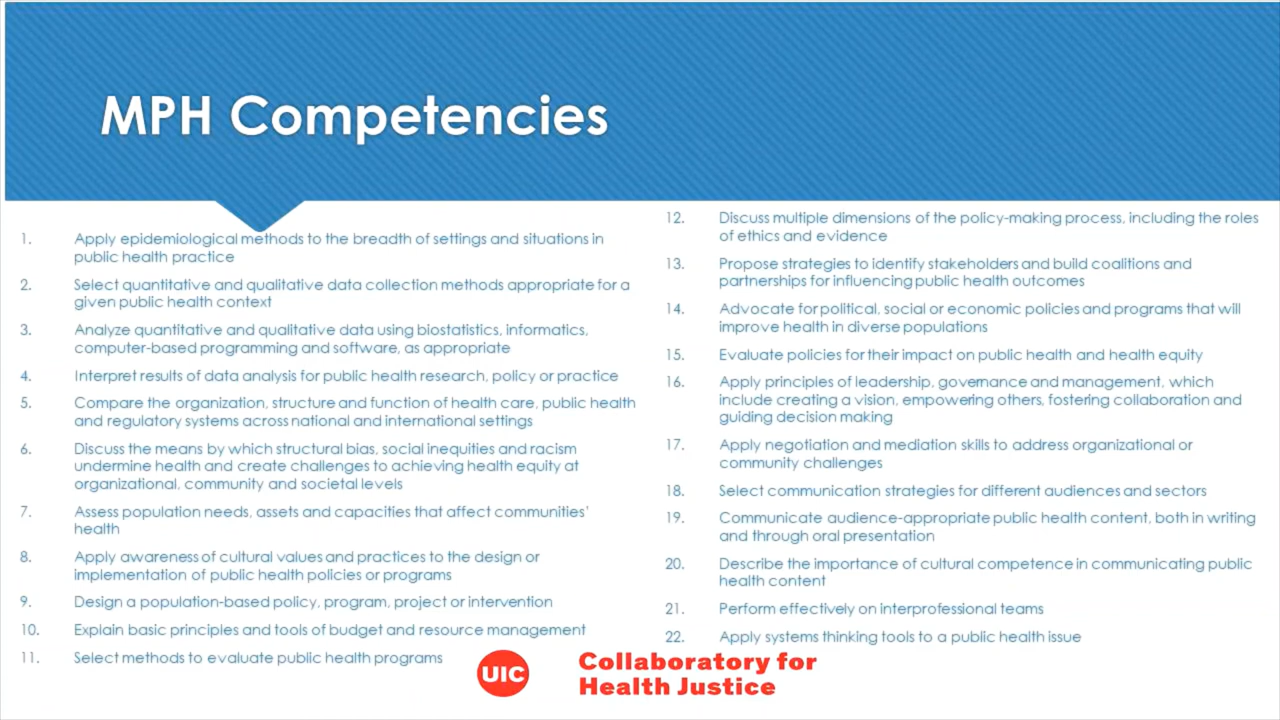 MPH Competencies
1. Apply epidemiological methods to the breadth of settings and situations in
public health practice
2. Select quantitative and qualitative data collection methods appropriate for a
given public health context
3. Analyze quantitative and qualitative data using biostatistics, informatics,
computer-based programming and software, as appropriate
4. Interpret results of data analysis for public health research, policy or practice
5. Compare the organization, structure and function of health care, public health
and regulatory systems across national and international settings
6. Discuss the means by which structural bias, social inequities and racism
undermine health and create challenges to achieving health equity at
organizational, community and societal levels
7. Assess population needs, assets and capacities that affect communities'
health
8. Apply awareness of cultural values and practices to the design or
implementation of public health policies or programs
9. Design a population-based policy, program, project or intervention
10. Explain basic principles and tools of budget and resource management
11. Select methods to evaluate public health programs
12. Discuss multiple dimensions of the policy-making process, including the roles
of ethics and evidence
13. Propose strategies to identify stakeholders and build coalitions and
partnerships for influencing public health outcomes
14. Advocate for political, social or economic policies and programs that will
improve health in diverse populations
15. Evaluate policies for their impact on public health and health equity
16. Apply principles of leadership, governance and management, which
include creating a vision, empowering others, fostering collaboration and
guiding decision making
17. Apply negotiation and mediation skills to address organizational or
community challenges
18. Select communication strategies for different audiences and sectors
19. Communicate audience-appropriate public health content, both in writing
and through oral presentation
20. Describe the importance of cultural competence in communicating public
health content
21. Perform effectively on interprofessional teams
22. Apply systems thinking tools to a public health issue
UIC
Collaboratory for
Health Justice